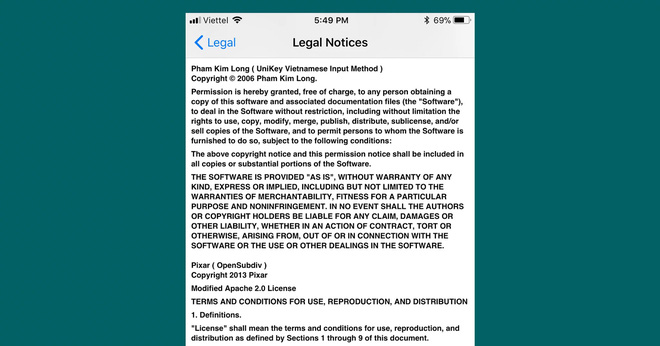 Viettel 5:49 PM 69%
Legal Legal Notices
Pham Kim Long ( UniKey Vietnamese Input Method )
Copyright © 2006 Pham Kim Long.
Permission is hereby granted, free of charge, to any person obtaining a
copy of this software and associated documentation files (the "Software"),
to deal in the Software without restriction, including without limitation the
rights to use, copy, modify, merge, publish, distribute, sublicense, and/or
sell copies of the Software, and to permit persons to whom the Software is
furnished to do so, subject to the following conditions:
The above copyright notice and this permission notice shall be included in
all copies or substantial portions of the Software.
THE SOFTWARE IS PROVIDED "AS IS", WITHOUT WARRANTY OF ANY
KIND, EXPRESS OR IMPLIED, INCLUDING BUT NOT LIMITED TO THE
WARRANTIES OF MERCHANTABILITY, FITNESS FOR A PARTICULAR
PURPOSE AND NONINFRINGEMENT. IN NO EVENT SHALL THE AUTHORS
OR COPYRIGHT HOLDERS BE LIABLE FOR ANY CLAIM, DAMAGES OR
OTHER LIABILITY, WHETHER IN AN ACTION OF CONTRACT, TORT OR
OTHERWISE, ARISING FROM, OUT OF OR IN CONNECTION WITH THE
SOFTWARE OR THE USE OR OTHER DEALINGS IN THE SOFTWARE.
Pixar ( OpenSubdiv )
Copyright 2013 Pixar
Modified Apache 2.0 License
TERMS AND CONDITIONS FOR USE, REPRODUCTION, AND DISTRIBUTION
1. Definitions.
"License" shall mean the terms and conditions for use, reproduction, and
distribution as defined by Sections 1 through 9 of this document.